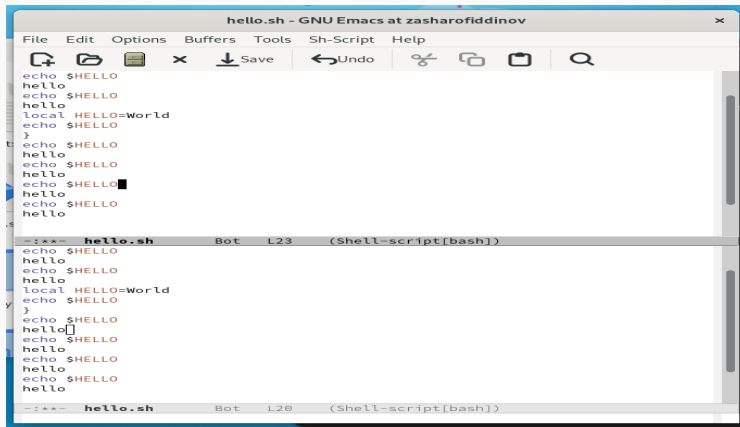 hello.sh - GNU Emacs at zasharofiddinov
File Edit Options Buffers Tools Sh-Script Help
Save Undo
echo $HELLO
hello
echo $HELLO
hello
local HELLO=World
echo $HELLO
}
echo $HELLO
hello
echo $HELLO
hello
echo $HELLO
hello
echo $HELLO
hello
-:**- hello.sh Bot L23 (Shell-script[bash])
echo $HELLO
hello
echo $HELLO
hello
local HELLO=World
echo $HELLO
}
echo $HELLO
hello
echo $HELLO
hello
echo $HELLO
hello
echo $HELLO
hello
-:**- hello.sh Bot L20 (Shell-script[bash])